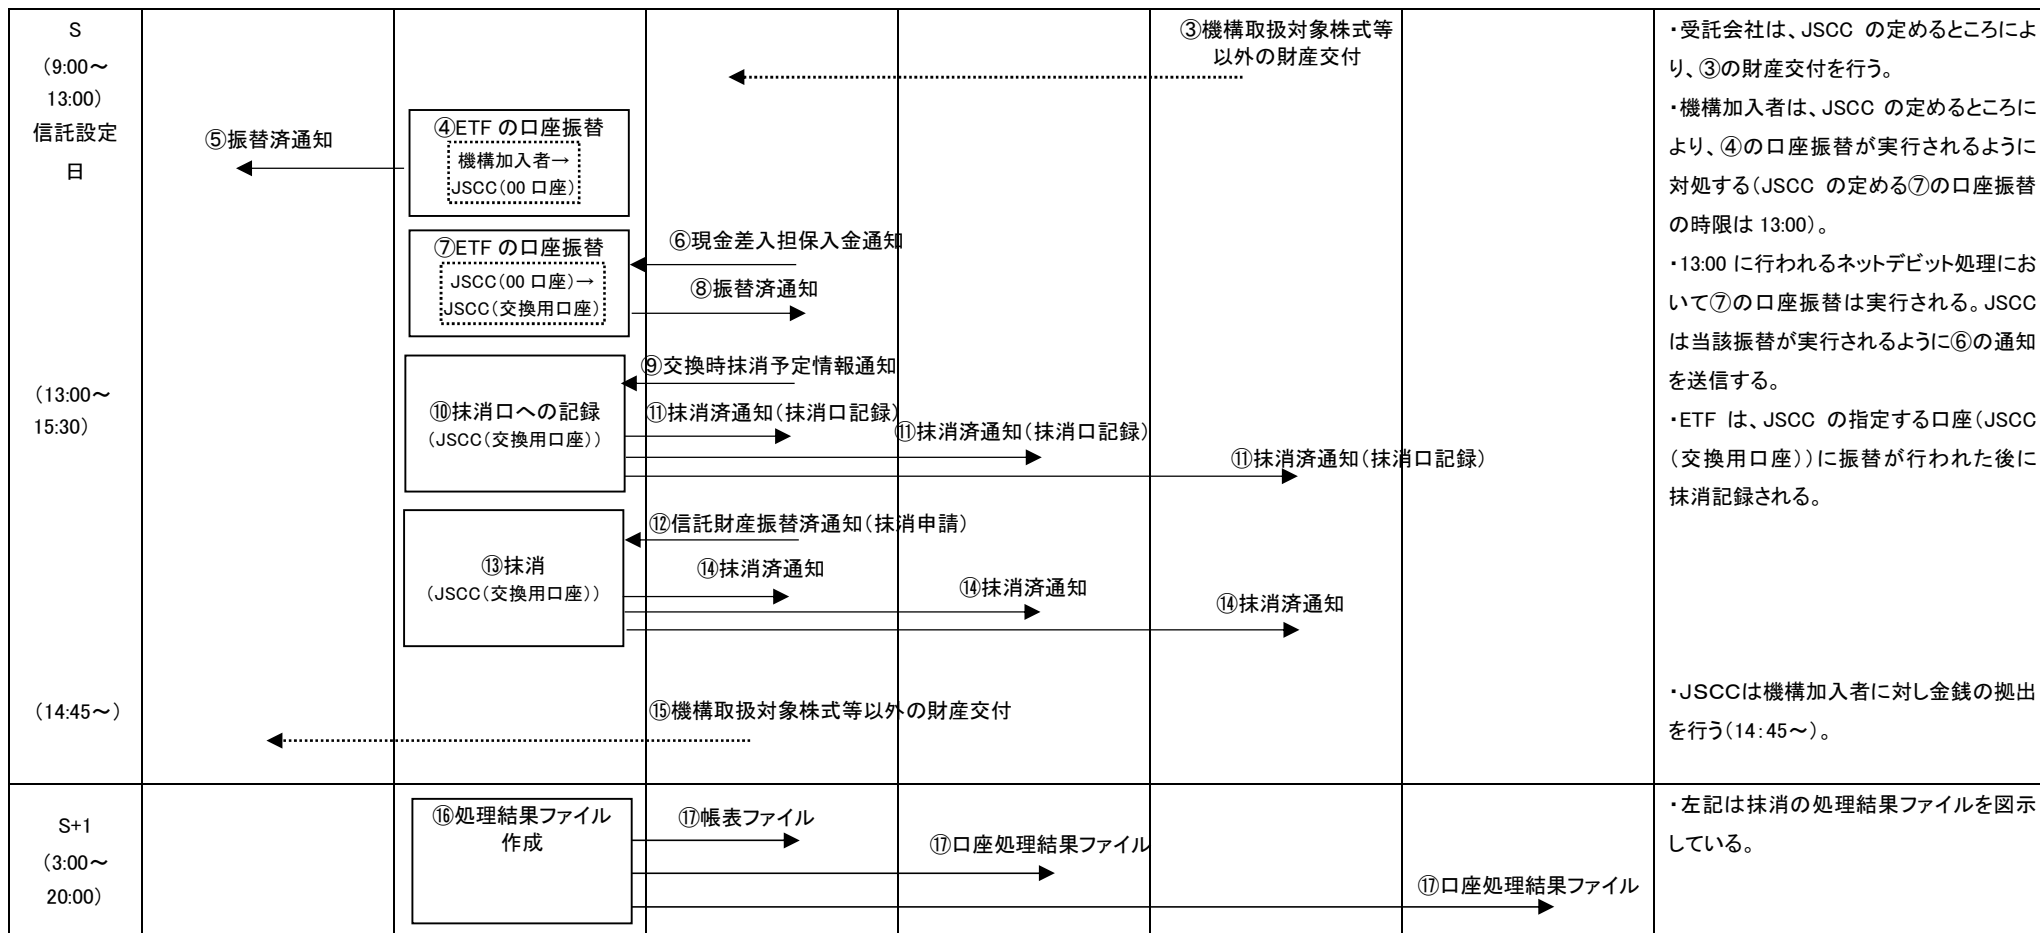 S
(9:00～
13:00)
信託設定
日
③機構取扱対象株式等
以外の財産交付
④ETF の口座振替
機構加入者→
JSCC(00 口座)
⑤振替済通知
⑥現金差入担保入金通知
⑦ETF の口座振替
JSCC(00 口座)→
JSCC(交換用口座)
⑧振替済通知
(13:00～
15:30)
⑨交換時抹消予定情報通知
⑩抹消口への記録
(JSCC(交換用口座))
⑪抹消済通知(抹消口記録)
⑪抹消済通知(抹消口記録)
⑪抹消済通知(抹消口記録)
⑫信託財産振替済通知(抹消申請)
⑬抹消
(JSCC(交換用口座))
⑭抹消済通知
⑭抹消済通知
⑭抹消済通知
(14:45～)
⑮機構取扱対象株式等以外の財産交付
・受託会社は、JSCC の定めるところによ
り、③の財産交付を行う。
・機構加入者は、JSCC の定めるところに
より、④の口座振替が実行されるように
対処する(JSCC の定める⑦の口座振替
の時限は 13:00)。
・13:00 に行われるネットデビット処理にお
いて⑦の口座振替は実行される。JSCC
は当該振替が実行されるように⑥の通知
を送信する。
・ETF は、JSCC の指定する口座(JSCC
(交換用口座))に振替が行われた後に
抹消記録される。
・JSCCは機構加入者に対し金銭の拠出
を行う(14:45～)。
S+1
(3:00～
20:00)
⑯処理結果ファイル
作成
⑰帳表ファイル
⑰口座処理結果ファイル
⑰口座処理結果ファイル
・左記は抹消の処理結果ファイルを図示
している。